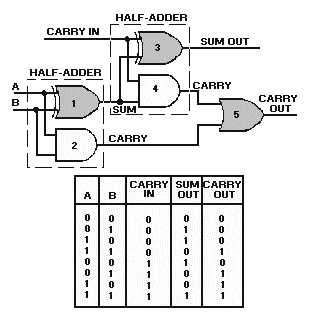 HALF-ADDER
CARRY IN
3
SUM OUT
HALF-ADDER
4
CARRY
A
B
1
SUM
5
CARRY
OUT
2
CARRY
A B CARRY IN SUM OUT CARRY OUT
0 0 0 0 0
0 1 0 1 0
1 0 0 1 0
1 1 0 0 1
0 0 1 1 0
0 1 1 0 1
1 0 1 0 1
1 1 1 1 1